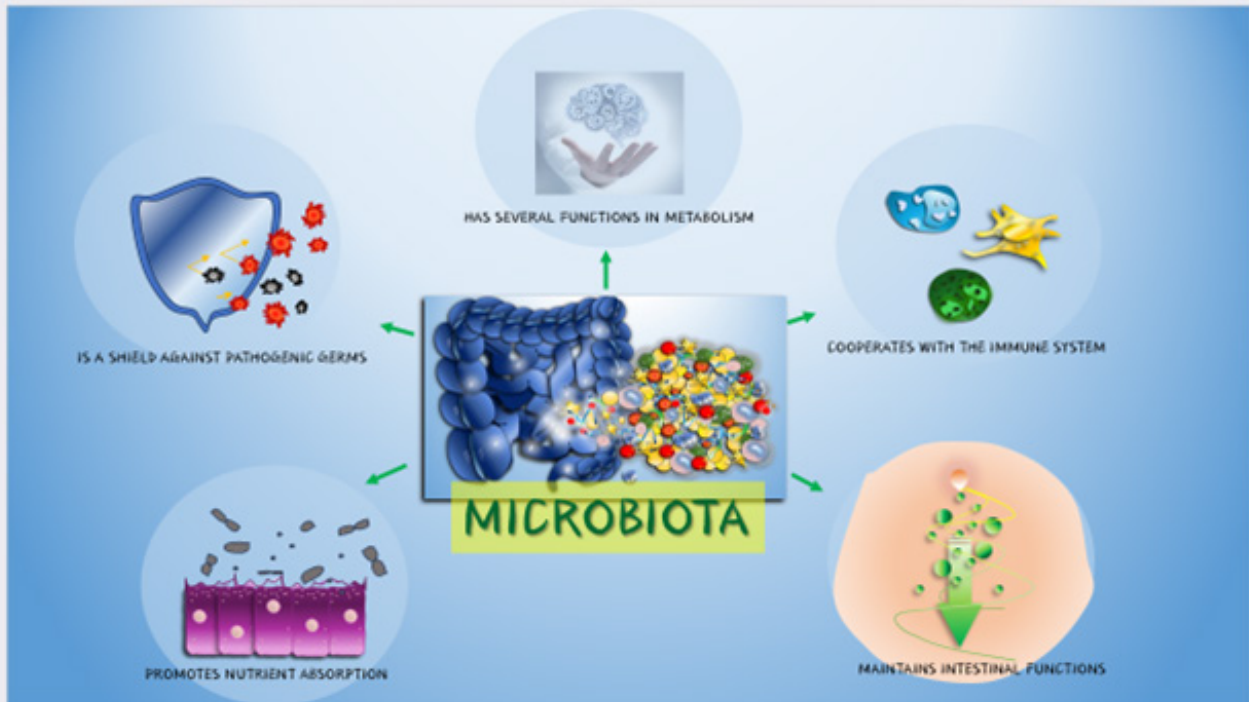 HAS SEVERAL FUNCTIONS IN METABOLISM
IS A SHIELD AGAINST PATHOGENIC GERMS
COOPERATES WITH THE IMMUNE SYSTEM
MICROBIOTA
PROMOTES NUTRIENT ABSORPTION
MAINTAINS INTESTINAL FUNCTIONS